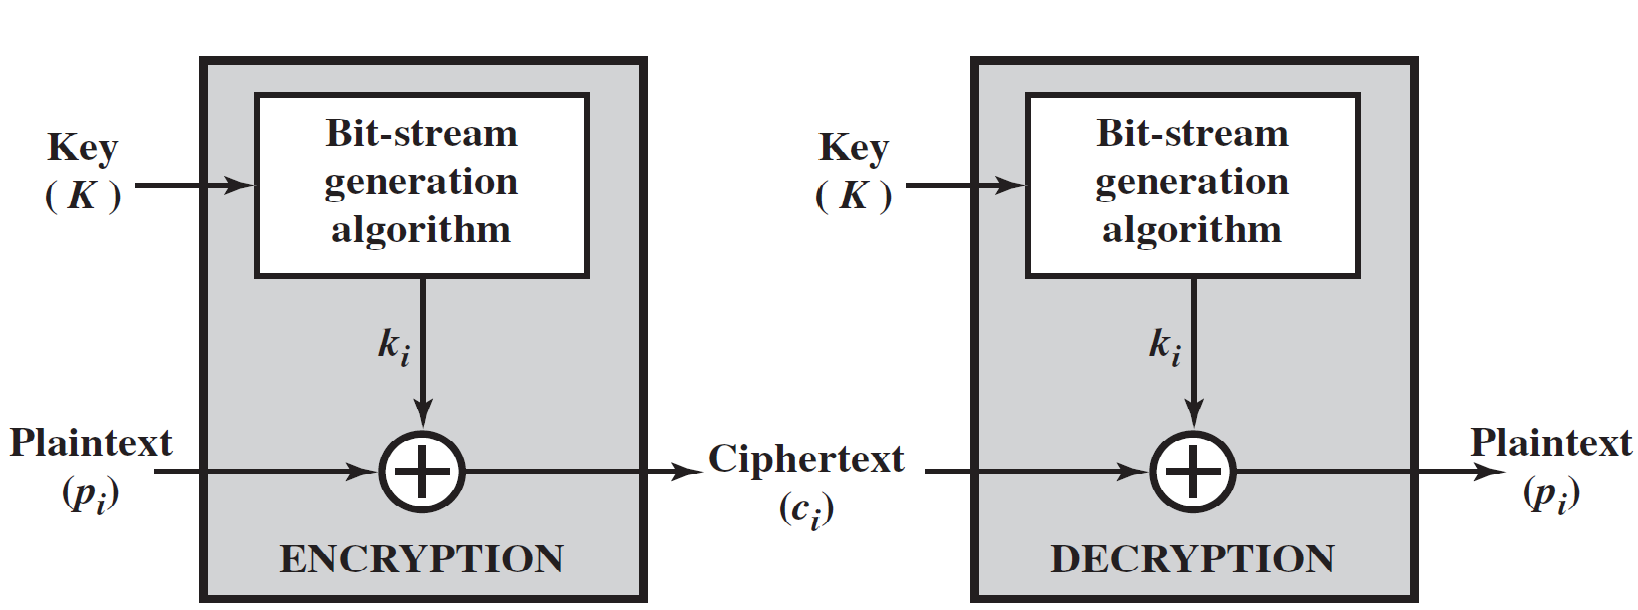 Key
( K )
Bit-stream
generation
algorithm
k_i
Plaintext
(p_i)
ENCRYPTION
Ciphertext
(c_i)
Key
( K )
Bit-stream
generation
algorithm
k_i
Plaintext
(p_i)
DECRYPTION